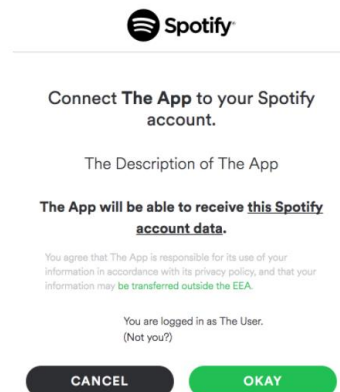 Spotify
Connect The App to your Spotify
account.
The Description of The App
The App will be able to receive this Spotify
account data.
You agree that The App is responsible for its use of your
information in accordance with its privacy policy, and that your
information may be transferred outside the EEA.
You are logged in as The User.
(Not you?)
CANCEL OKAY